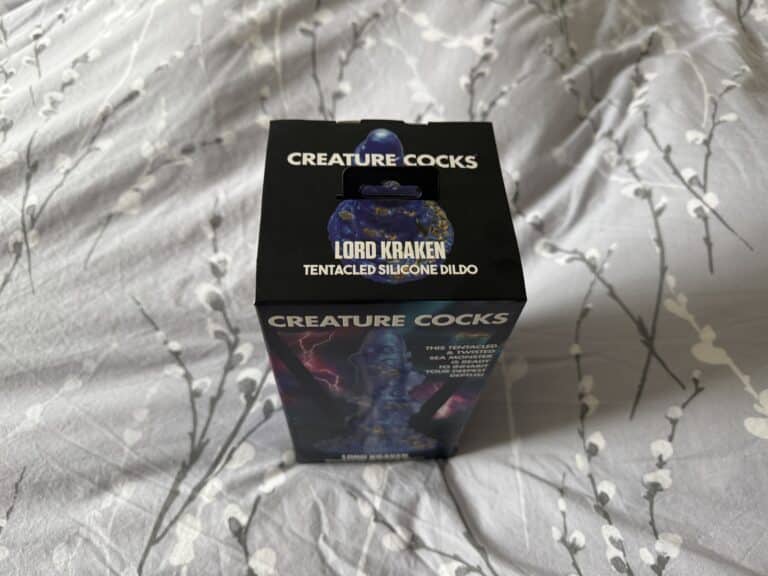 CREATURE COCKS
LORD KRAKEN
TENTACLED SILICONE DILDO
CREATURE COCKS
THIS TENTACLED
& TWISTED
SEA MONSTER
IS READY
TO INHABIT
YOUR DEEPEST
DEPTHS!
LORD KRAKEN